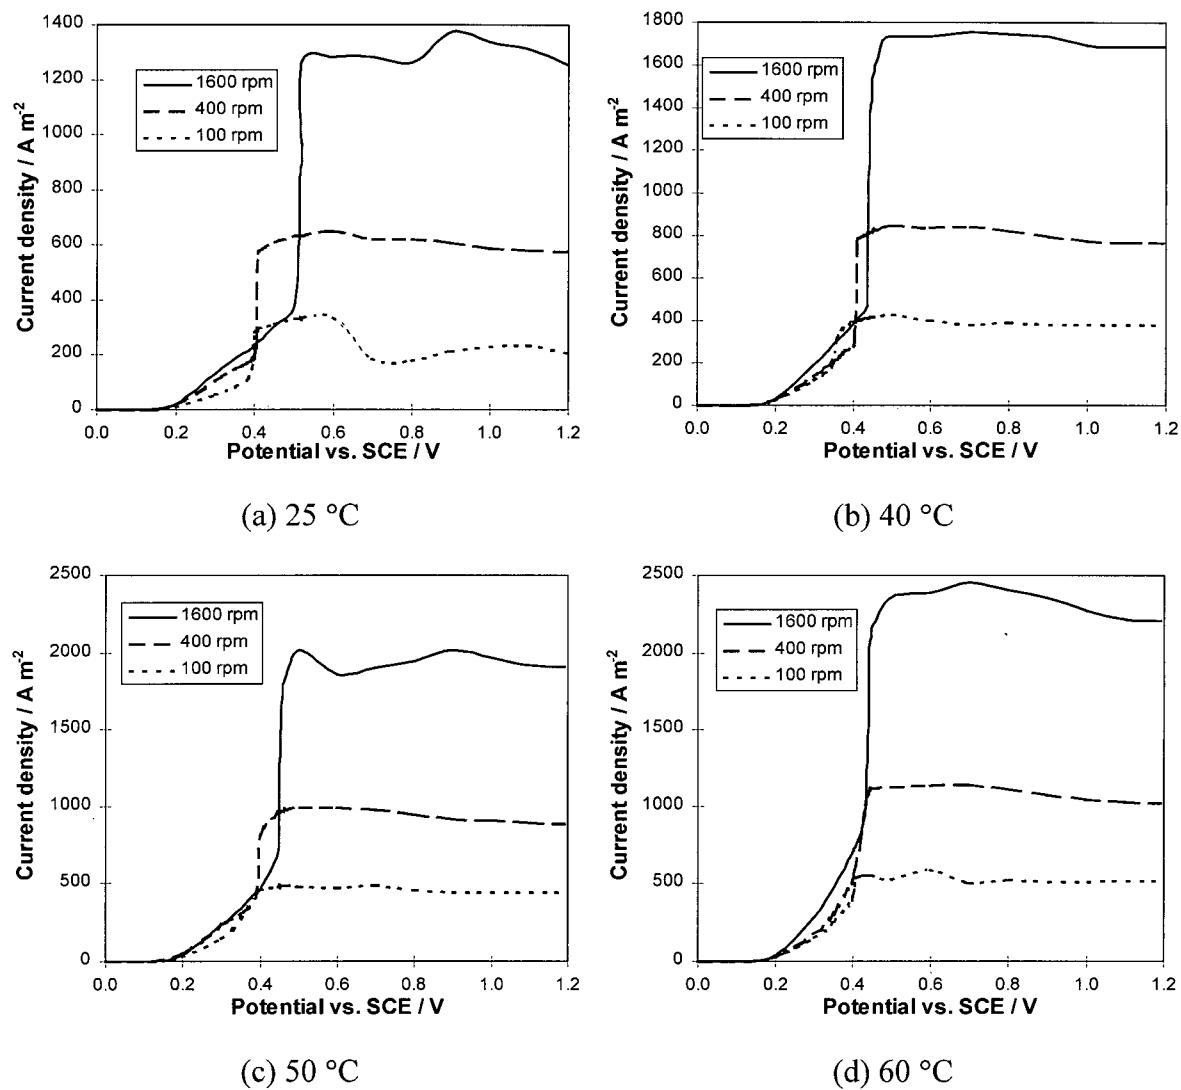 1400
1200
1000
800
600
400
200
0
Current density / A m⁻²
1600 rpm
400 rpm
100 rpm
0.0 0.2 0.4 0.6 0.8 1.0 1.2
Potential vs. SCE / V
(a) 25 °C
1800
1600
1400
1200
1000
800
600
400
200
0
Current density / A m⁻²
1600 rpm
400 rpm
100 rpm
0.0 0.2 0.4 0.6 0.8 1.0 1.2
Potential vs. SCE / V
(b) 40 °C
2500
2000
1500
1000
500
0
Current density / A m⁻²
1600 rpm
400 rpm
100 rpm
0.0 0.2 0.4 0.6 0.8 1.0 1.2
Potential vs. SCE / V
(c) 50 °C
2500
2000
1500
1000
500
0
Current density / A m⁻²
1600 rpm
400 rpm
100 rpm
0.0 0.2 0.4 0.6 0.8 1.0 1.2
Potential vs. SCE / V
(d) 60 °C